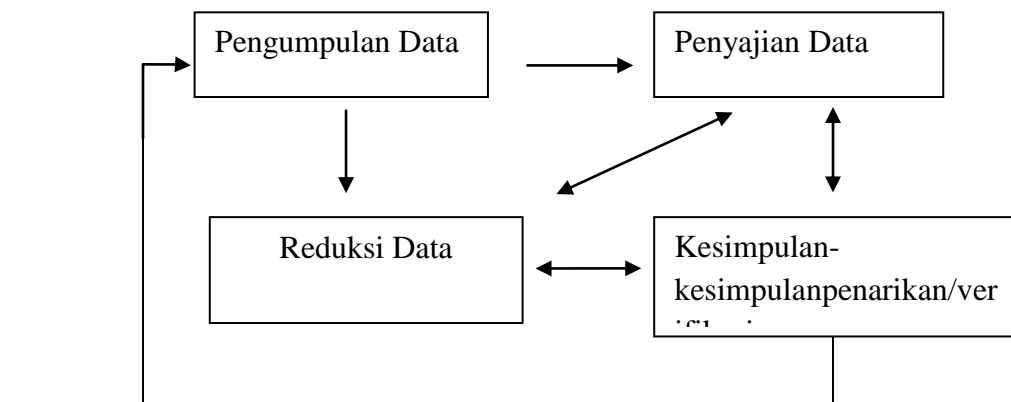 Pengumpulan Data
Penyajian Data
Reduksi Data
Kesimpulan-
kesimpulanpenarikan/ver